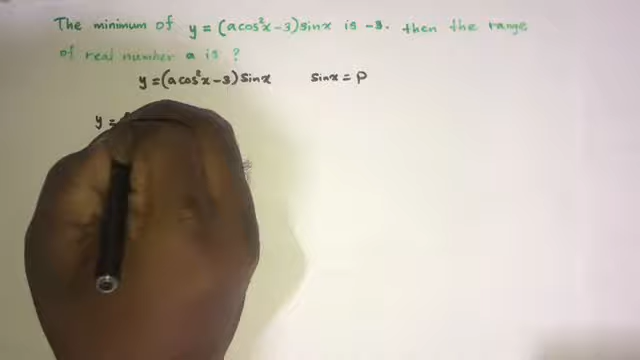 The minimum of y = (acos²x - 3)sinx is -3. then the range
of real number a is ?
y = (acos²x - 3) Sinx Sinx = P
y =